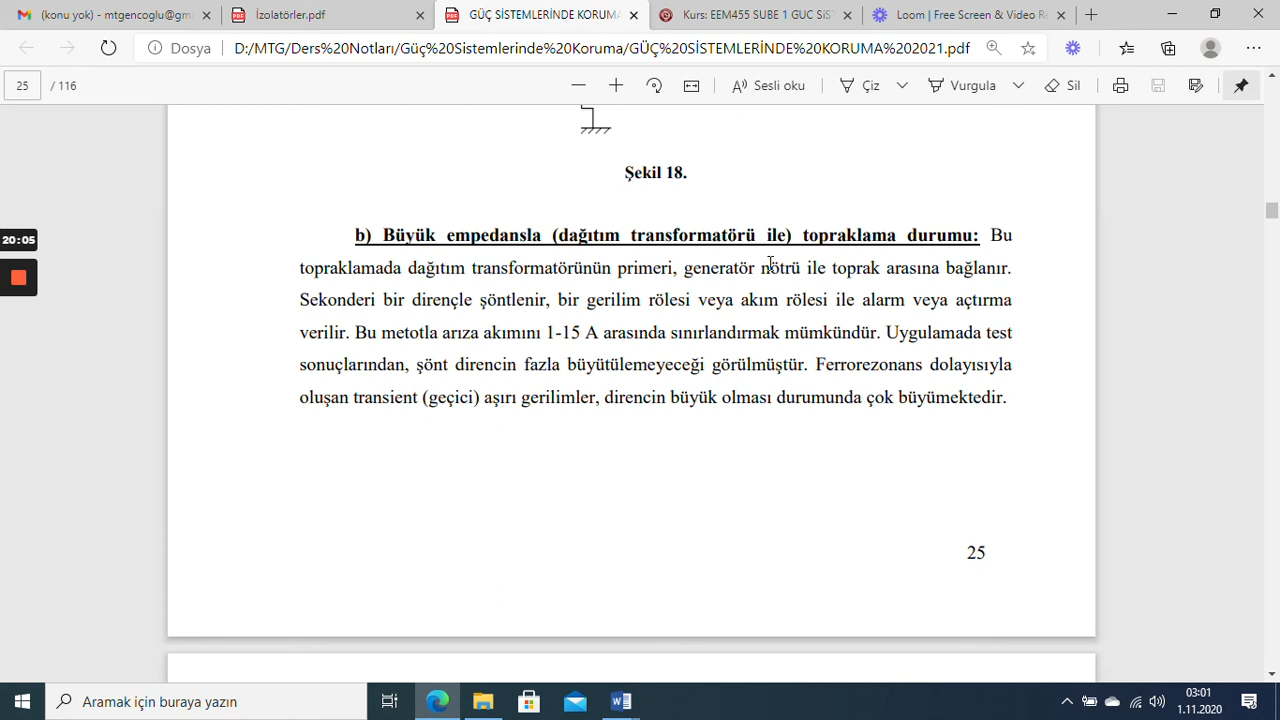 (konu yok) - mtgencoglu@gm
İzolatörler.pdf
GÜÇ SİSTEMLERİNDE KORUMA
Kurs: EEM455 SUBE 1 GUC SiS
Loom | Free Screen & Video Re
Dosya
D:/MTG/Ders%20Notları/Güç%20Sistemlerinde%20Koruma/GÜÇ%20SİSTEMLERİNDE%20KORUMA%202021.pdf
25 / 116
Sesli oku
Çiz
Vurgula
Sil
Şekil 18.
20:05
b) Büyük empedansla (dağıtım transformatörü ile) topraklama durumu: Bu
topraklamada dağıtım transformatörünün primeri, generatör nötrü ile toprak arasına bağlanır.
Sekonderi bir dirençle şöntlenir, bir gerilim rölesi veya akım rölesi ile alarm veya açtırma
verilir. Bu metotla arıza akımını 1-15 A arasında sınırlandırmak mümkündür. Uygulamada test
sonuçlarından, şönt direncin fazla büyütülemeyeceği görülmüştür. Ferrorezonans dolayısıyla
oluşan transient (geçici) aşırı gerilimler, direncin büyük olması durumunda çok büyümektedir.
25
Aramak için buraya yazın
03:01
1.11.2020